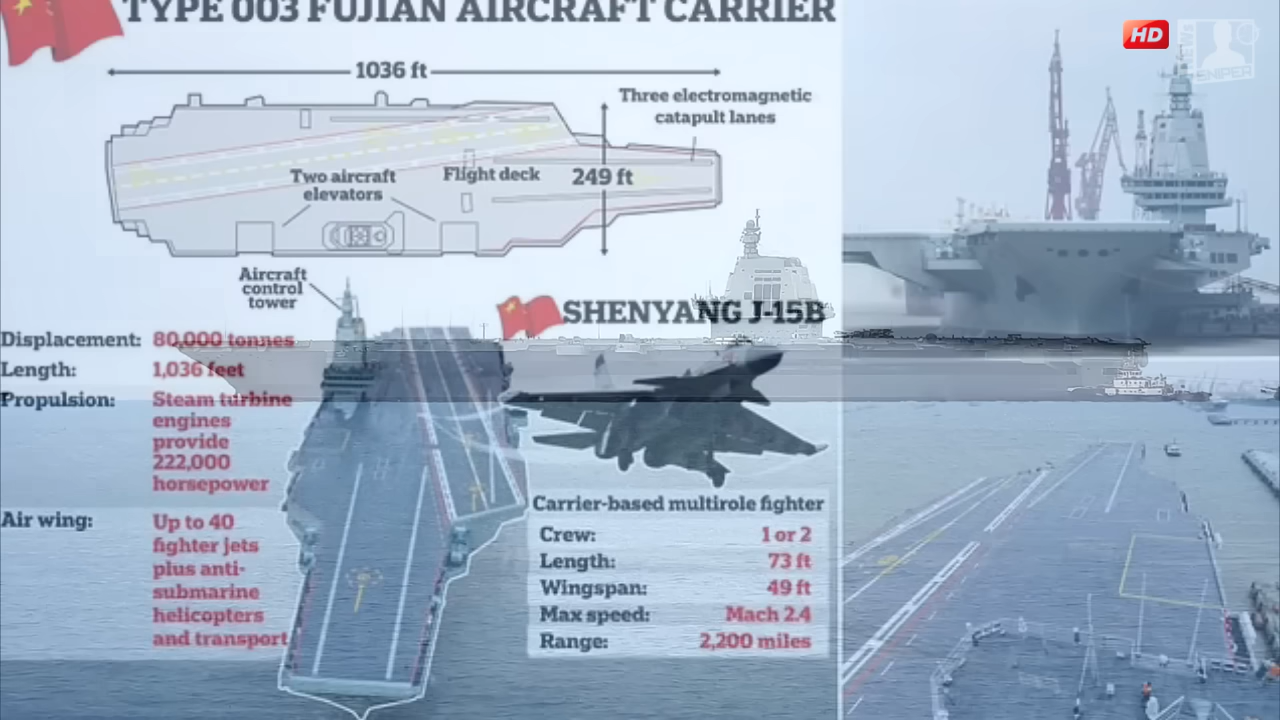 TYPE 003 FUJIAN AIRCRAFT CARRIER
HD
NEWS
SNIPER
1036 ft
Three electromagnetic
catapult lanes
Two aircraft
elevators
Flight deck
249 ft
Aircraft
control
tower
Displacement: 80,000 tonnes
Length: 1,036 feet
Propulsion: Steam turbine
engines
provide
222,000
horsepower
Air wing: Up to 40
fighter jets
plus anti-
submarine
helicopters
and transport
SHENYANG J-15B
Carrier-based multirole fighter
Crew: 1 or 2
Length: 73 ft
Wingspan: 49 ft
Max speed: Mach 2.4
Range: 2,200 miles